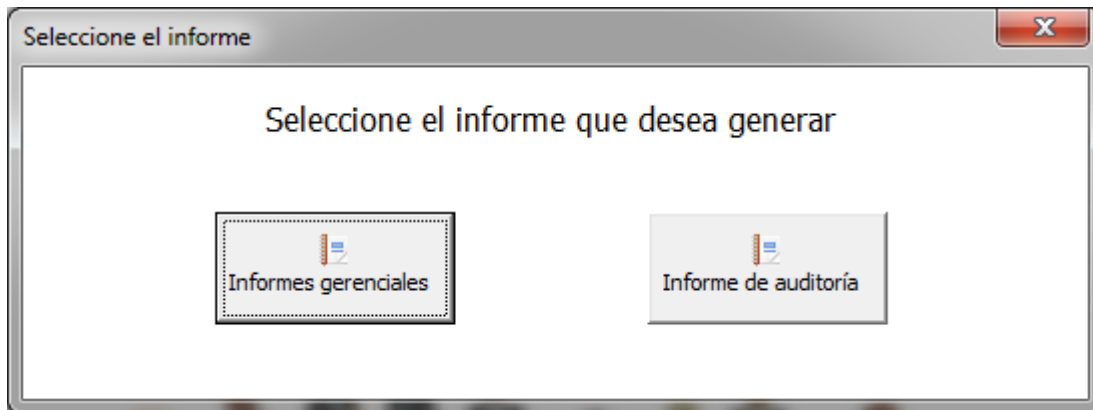 Seleccione el informe
Seleccione el informe que desea generar
Informes gerenciales
Informe de auditoría